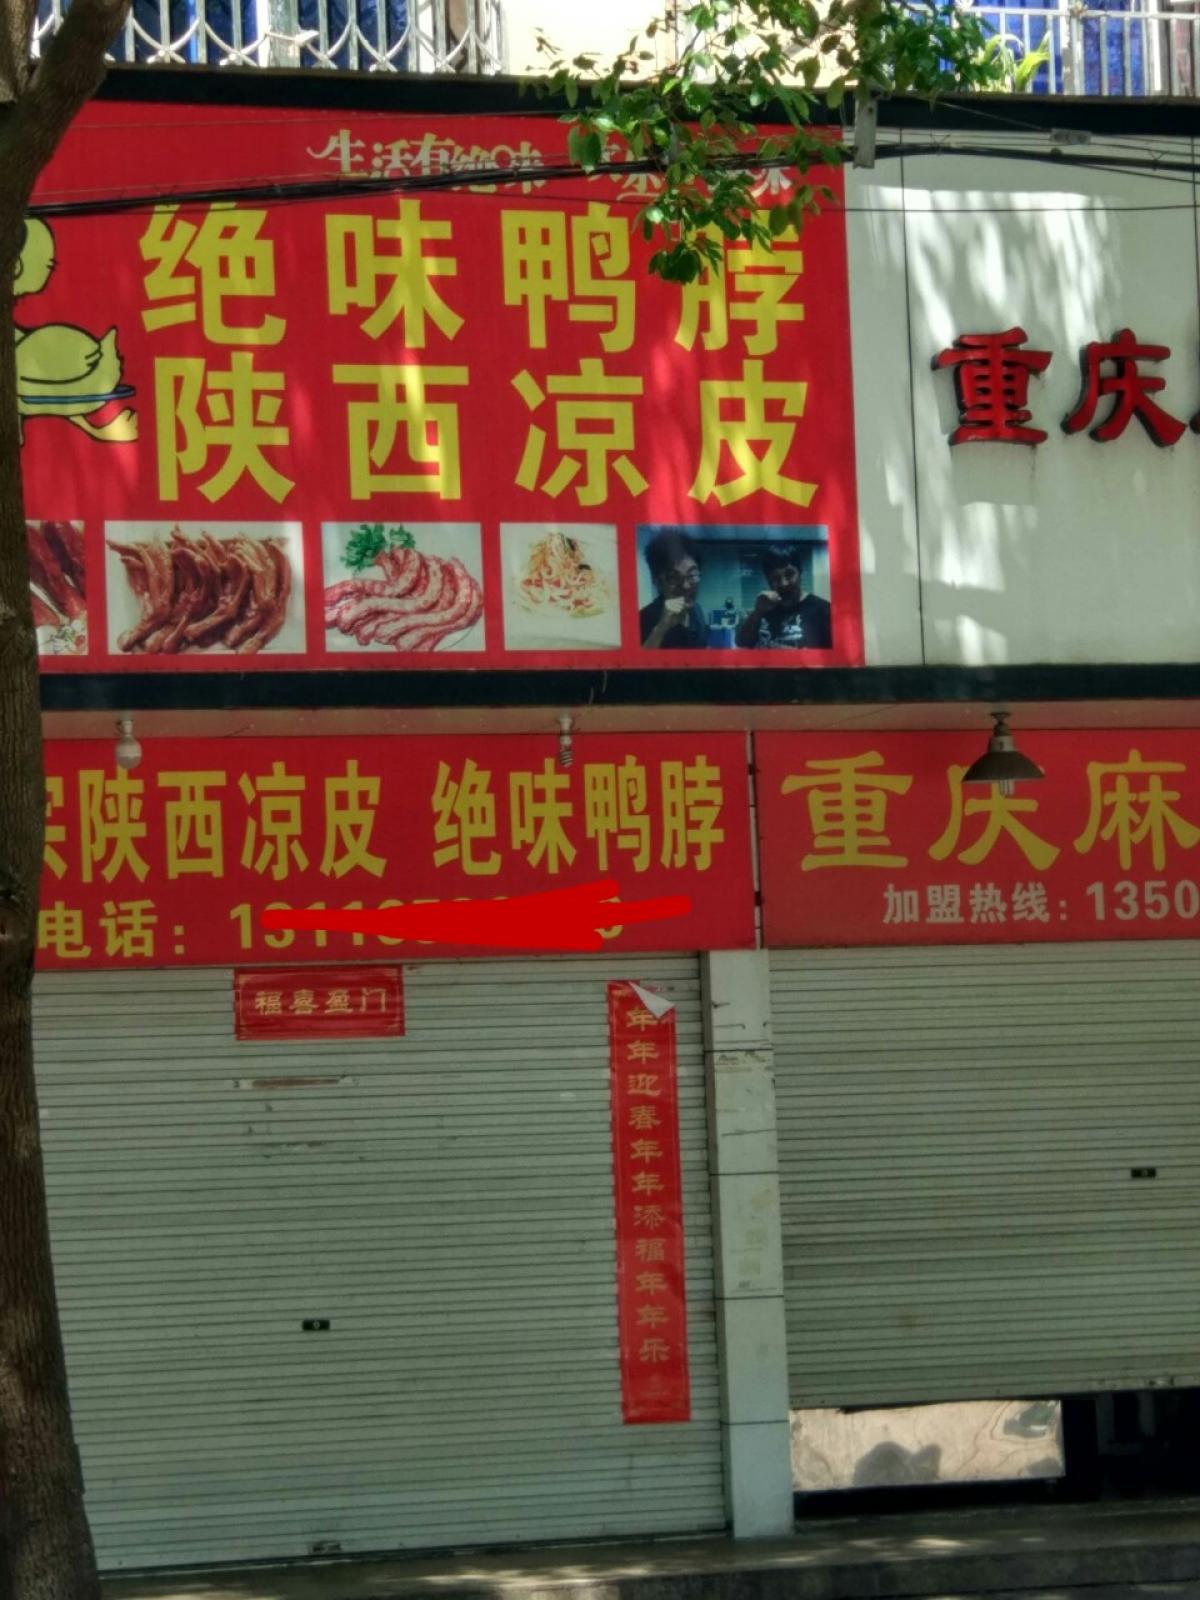 生活有绝味
绝味鸭脖
陕西凉皮
重庆
陕西凉皮 绝味鸭脖
电话：
重庆麻
加盟热线：1350
福喜盈门
年年迎春年年添福年年乐